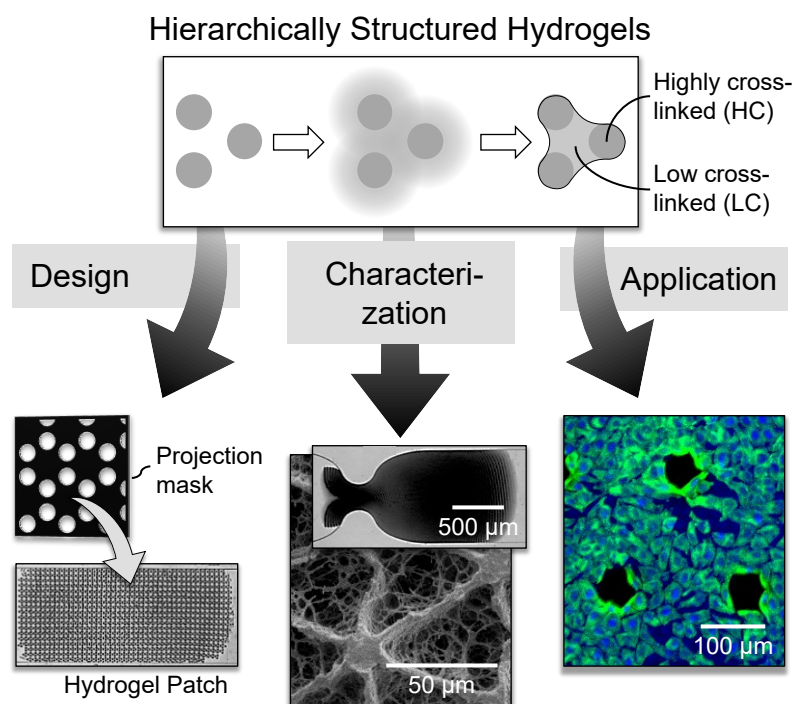 Hierarchically Structured Hydrogels
Highly cross-
linked (HC)
Low cross-
linked (LC)
Design
Characteri-
zation
Application
Projection
mask
500 µm
50 µm
100 µm
Hydrogel Patch